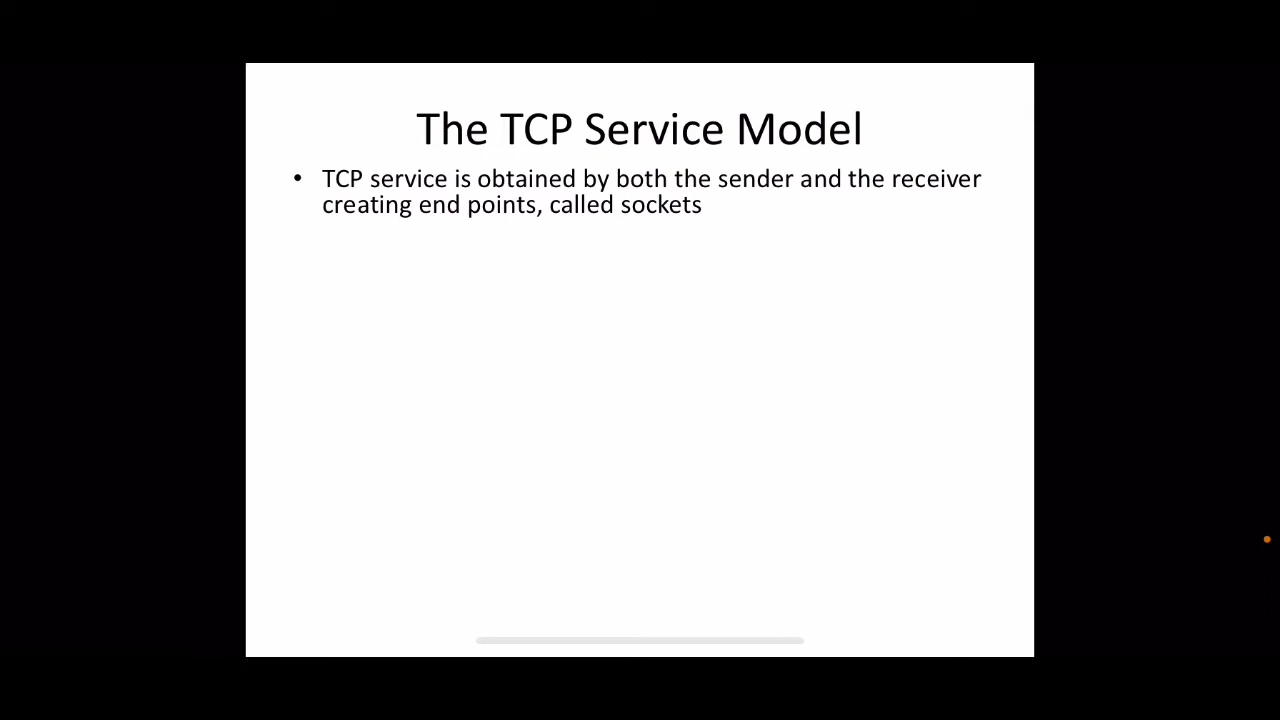 The TCP Service Model
• TCP service is obtained by both the sender and the receiver
creating end points, called sockets